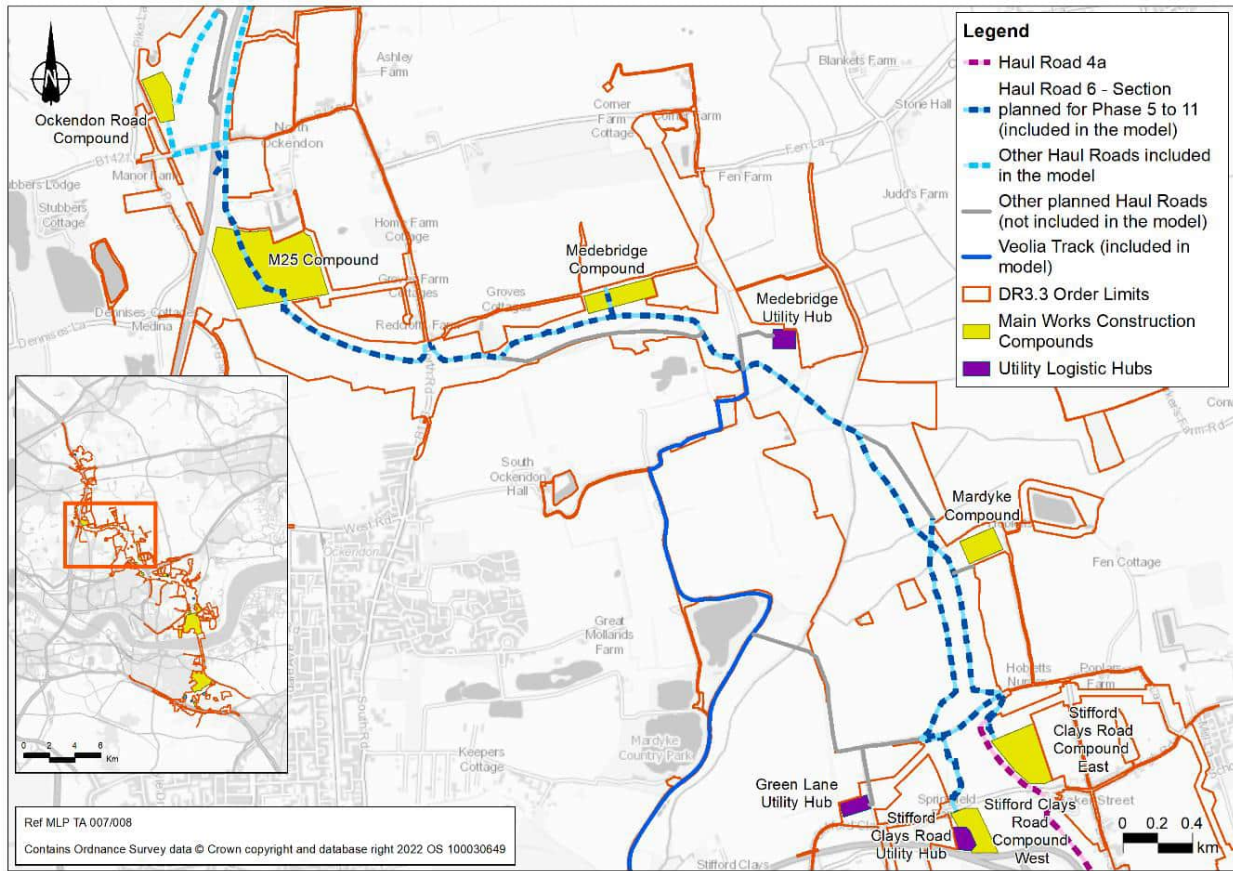 Legend
Haul Road 4a
Haul Road 6 - Section
planned for Phase 5 to 11
(included in the model)
Other Haul Roads included
in the model
Other planned Haul Roads
(not included in the model)
Veolia Track (included in
model)
DR3.3 Order Limits
Main Works Construction
Compounds
Utility Logistic Hubs
N
Pike La
Ashley
Farm
Blankets Farm
Stone Hall
Corner
Farm
Cottage
Ockendon Road
Compound
North
Ockendon
B1421
Manor Farm
Fen La
Fen Farm
Judd's Farm
Stubbers
Cottage
Home Farm
Cottage
M25 Compound
Medebridge
Compound
Grove Farm
Cottages
Groves
Cottages
Medebridge
Utility Hub
Dennises Cottage
Medina
Dennises La
South
Ockendon
Hall
West Rd
Ockendon
Mardyke
Compound
Fen Cottage
Great
Mollands
Farm
Poplars
Farm
South Rd
Mardyke
Country Park
Keepers
Cottage
Stifford
Clays Road
Compound
East
Green Lane
Utility Hub
Stifford
Clays Road
Utility Hub
Stifford Clays
Road
Compound
West
Stifford Clays
0 2 4 6
Km
0 0.2 0.4
km
Ref MLP TA 007/008
Contains Ordnance Survey data © Crown copyright and database right 2022 OS 100030649